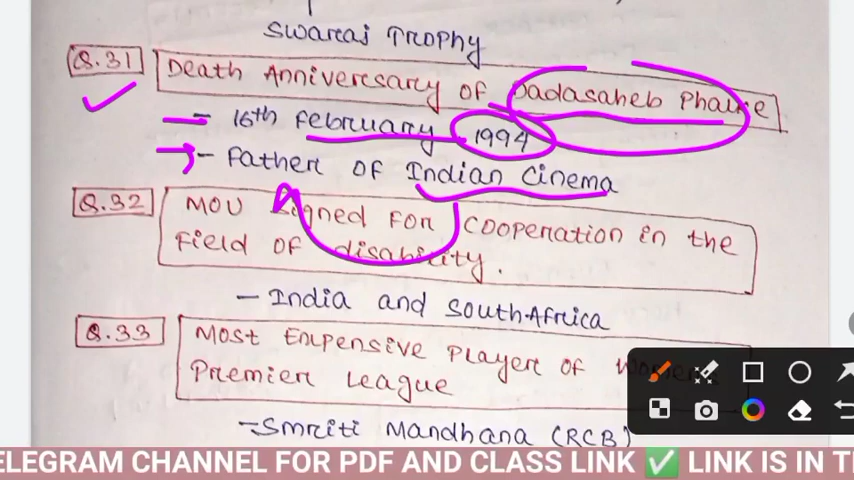 Swaraj Trophy
Q.31 Death Anniversary of Dadasaheb Phalke
- 16th February 1994
- Father of Indian Cinema
Q.32 MOU signed for cooperation in the
field of disability.
- India and South Africa
Q.33 Most Expensive Player of Women
Premier League
- Smriti Mandhana (RCB)
ELEGRAM CHANNEL FOR PDF AND CLASS LINK ✅ LINK IS IN T